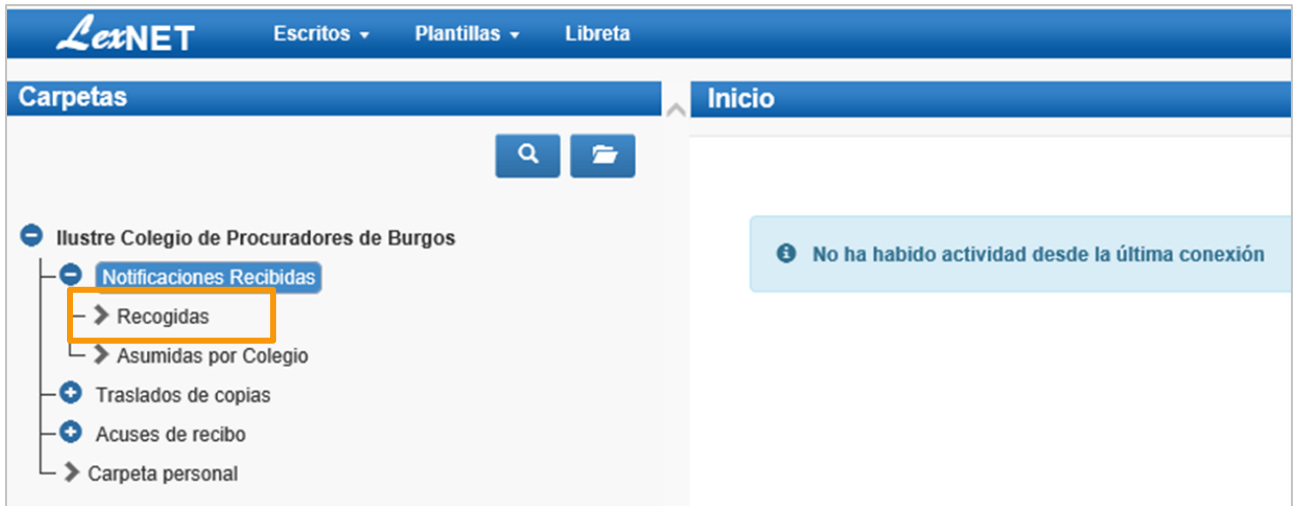 LexNET Escritos Plantillas Libreta
Carpetas
Inicio
Ilustre Colegio de Procuradores de Burgos
Notificaciones Recibidas
Recogidas
Asumidas por Colegio
Traslados de copias
Acuses de recibo
Carpeta personal
No ha habido actividad desde la última conexión